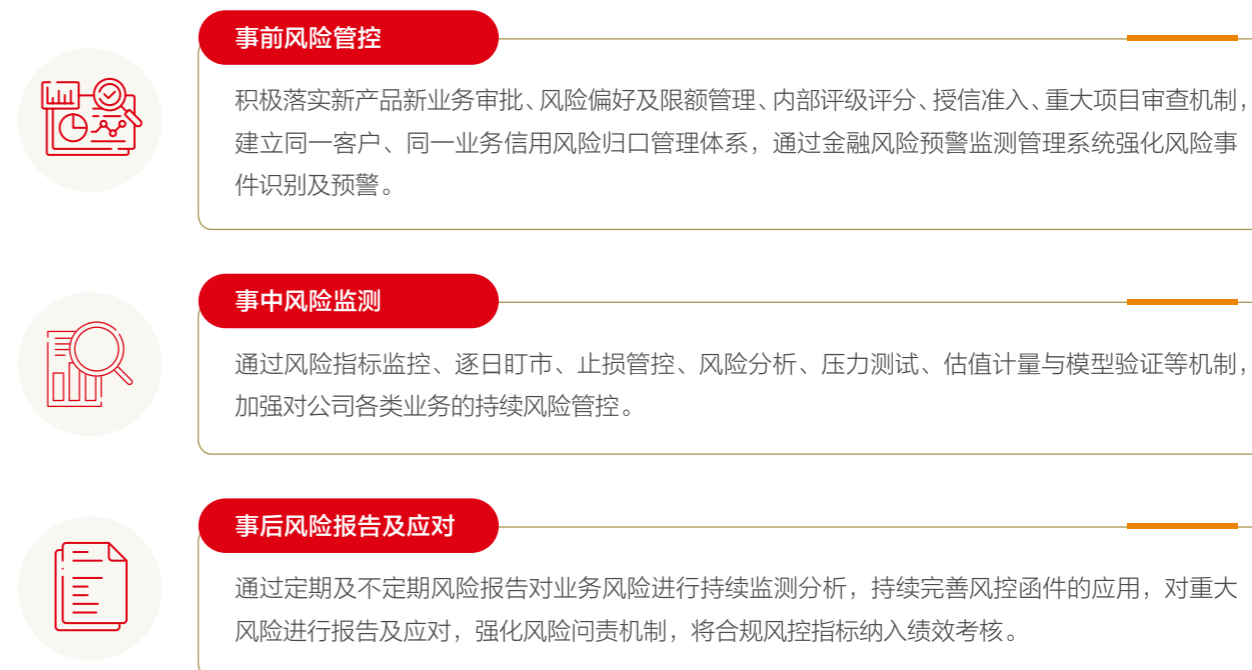 事前风险管控
积极落实新产品新业务审批、风险偏好及限额管理、内部评级评分、授信准入、重大项目审查机制，
建立同一客户、同一业务信用风险归口管理体系，通过金融风险预警监测管理系统强化风险事
件识别及预警。
事中风险监测
通过风险指标监控、逐日盯市、止损管控、风险分析、压力测试、估值计量与模型验证等机制，
加强对公司各类业务的持续风险管控。
事后风险报告及应对
通过定期及不定期风险报告对业务风险进行持续监测分析，持续完善风控函件的应用，对重大
风险进行报告及应对，强化风险问责机制，将合规风控指标纳入绩效考核。